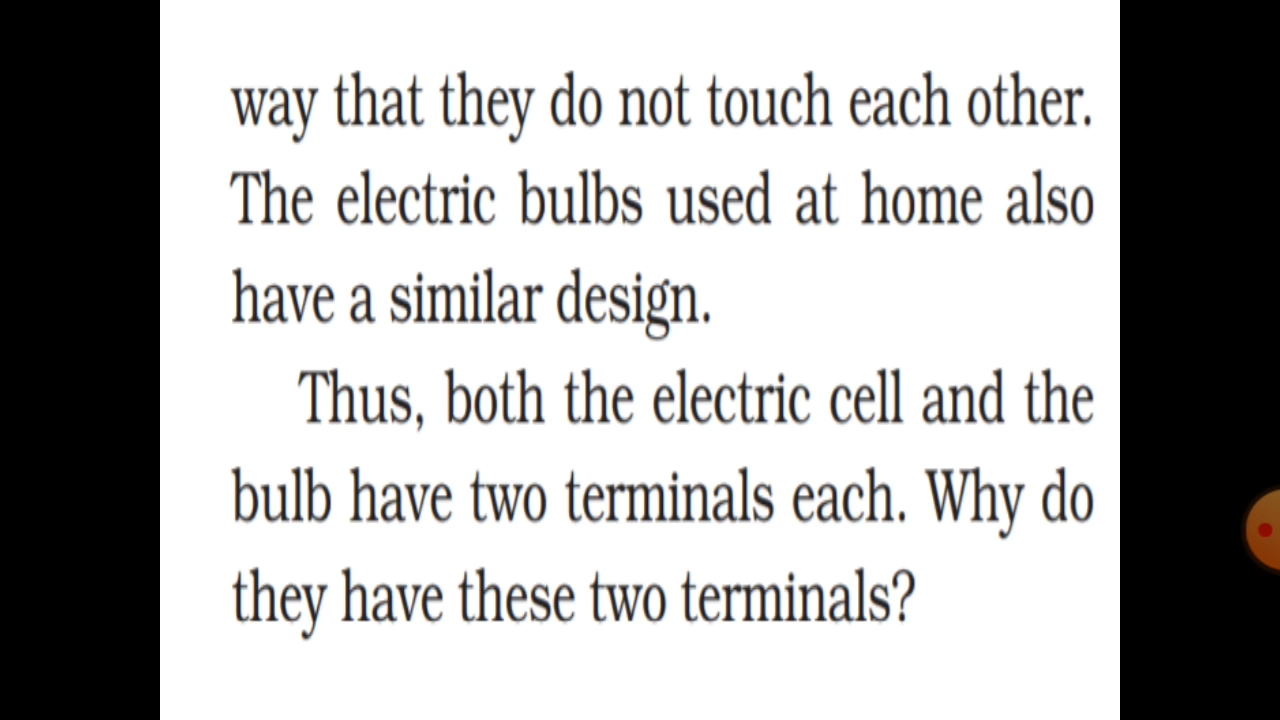 way that they do not touch each other.
The electric bulbs used at home also
have a similar design.
Thus, both the electric cell and the
bulb have two terminals each. Why do
they have these two terminals?